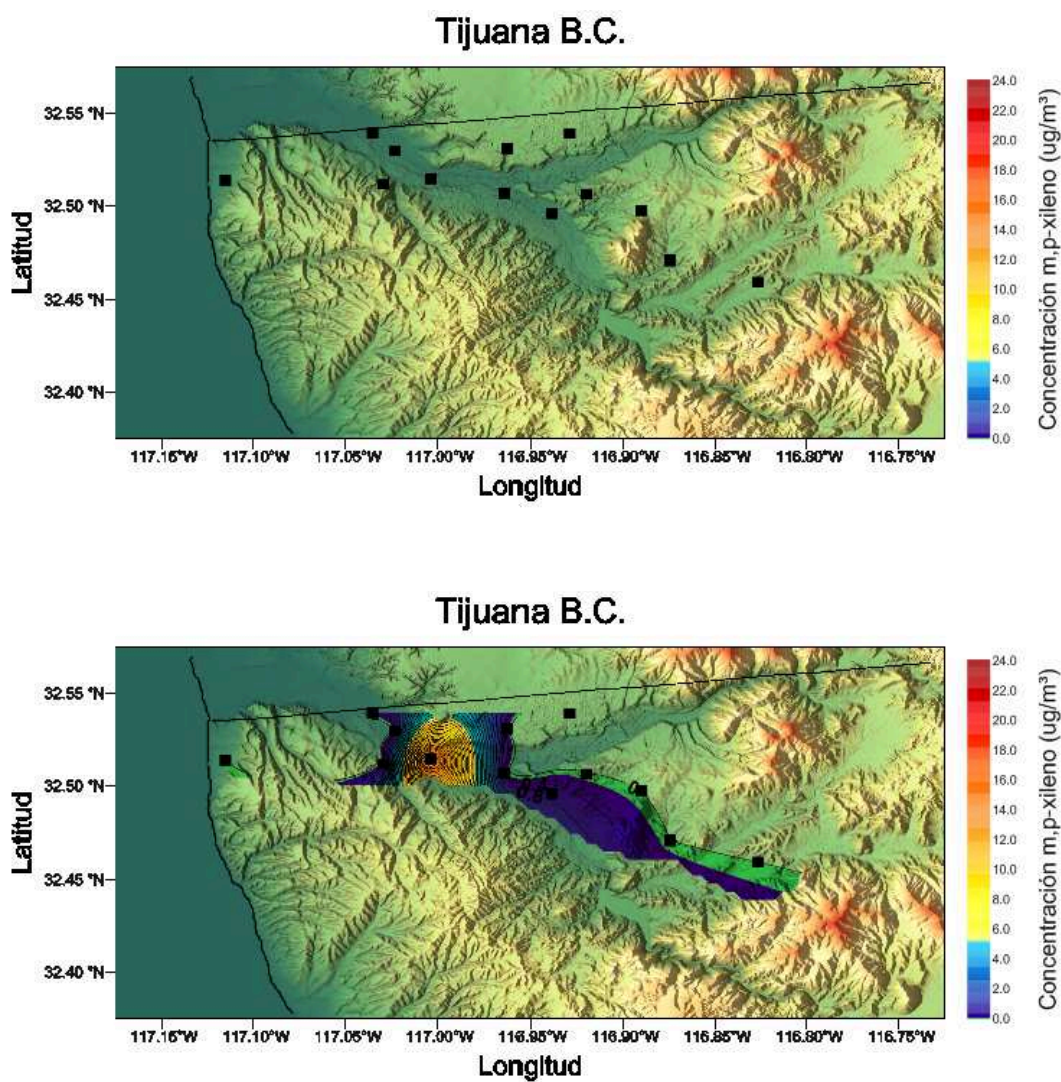 Tijuana B.C.
32.55 °N
32.50 °N
32.45 °N
32.40 °N
Latitud
117.15°W 117.10°W 117.05°W 117.00°W 116.95°W 116.90°W 116.85°W 116.80°W 116.75°W
Longitud
24.0
22.0
20.0
18.0
16.0
14.0
12.0
10.0
8.0
6.0
4.0
2.0
0.0
Concentración m,p-xileno (ug/m³)
Tijuana B.C.
32.55 °N
32.50 °N
32.45 °N
32.40 °N
Latitud
117.15°W 117.10°W 117.05°W 117.00°W 116.95°W 116.90°W 116.85°W 116.80°W 116.75°W
Longitud
24.0
22.0
20.0
18.0
16.0
14.0
12.0
10.0
8.0
6.0
4.0
2.0
0.0
Concentración m,p-xileno (ug/m³)